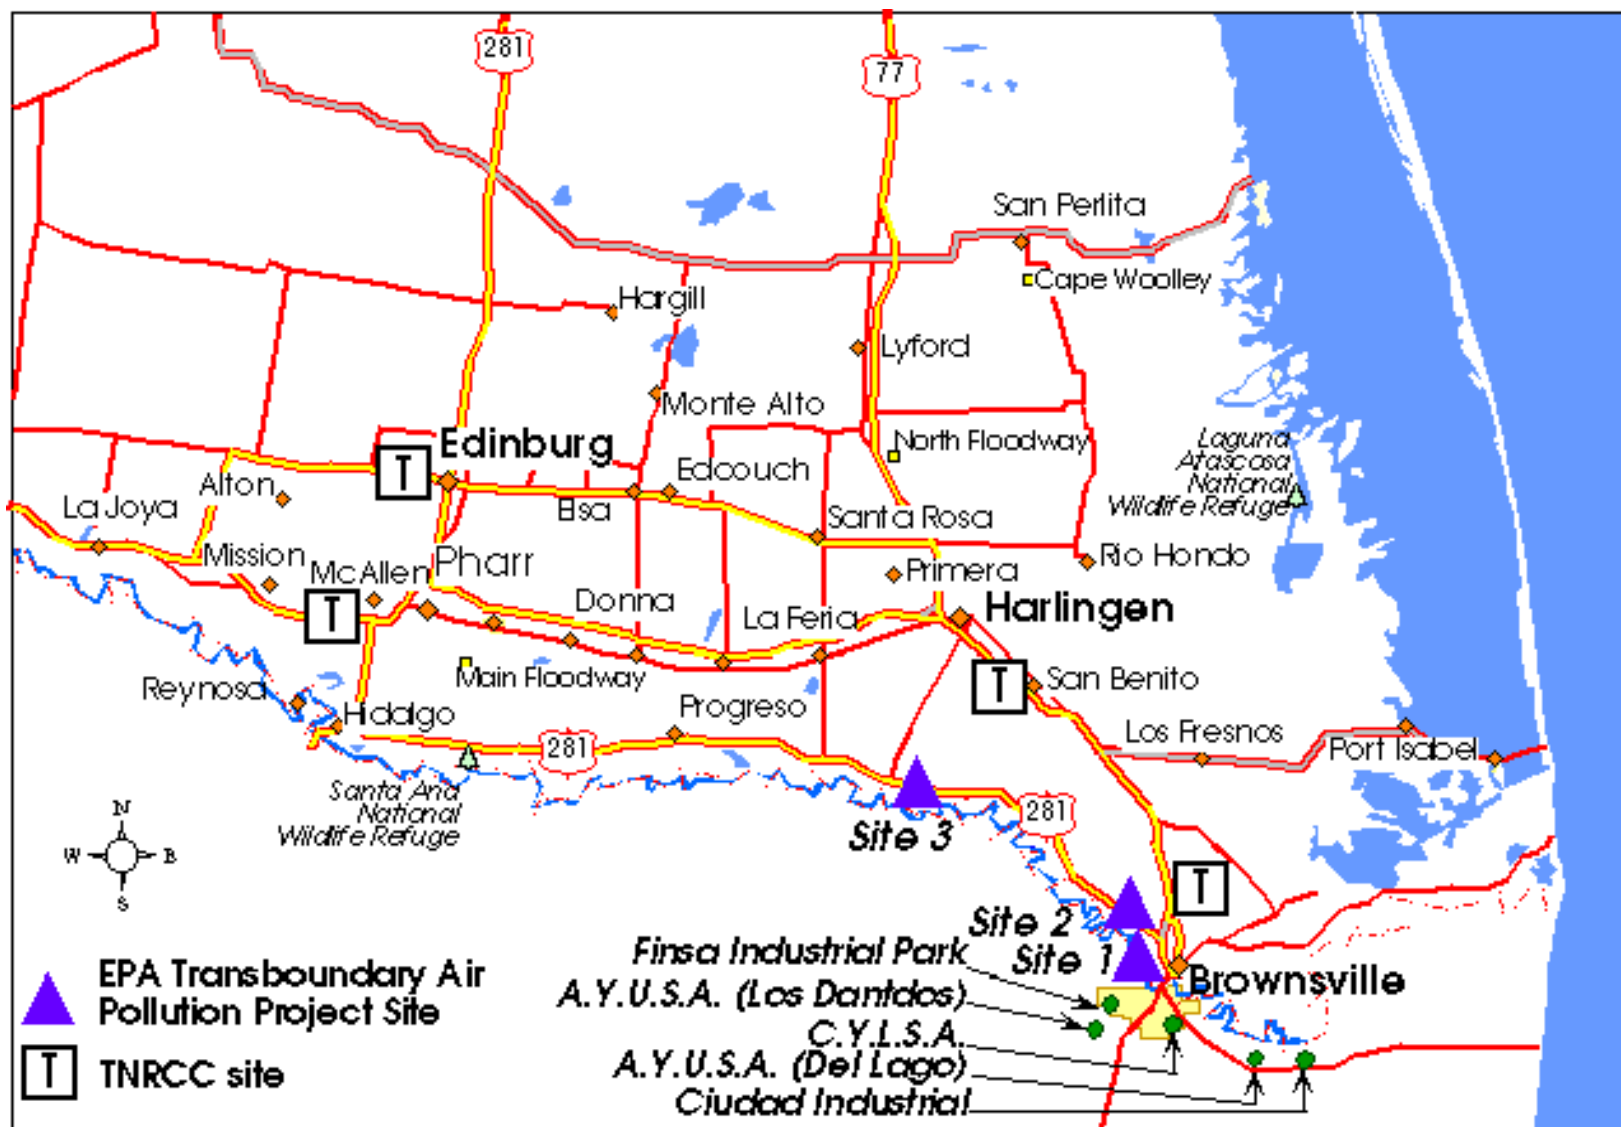 281
77
San Perlita
Cape Woolley
Hargill
Lyford
Monte Alto
North Floodway
Laguna
Atascosa
National
Wildlife Refuge
Edinburg
T
Edcouch
Alton
Elsa
La Joya
Santa Rosa
Mission
McAllen
Pharr
Primera
Rio Hondo
T
Donna
La Feria
Harlingen
Main Floodway
T
San Benito
Reynosa
Hidalgo
Progreso
Los Fresnos
Port Isabel
281
Santa Ana
National
Wildlife Refuge
281
Site 3
N
W
E
S
T
Site 2
Finsa Industrial Park
Site 1
Brownsville
A.Y.U.S.A. (Los Dantdos)
C.Y.L.S.A.
A.Y.U.S.A. (Del Lago)
Ciudad Industrial
EPA Transboundary Air
Pollution Project Site
T
TNRCC site